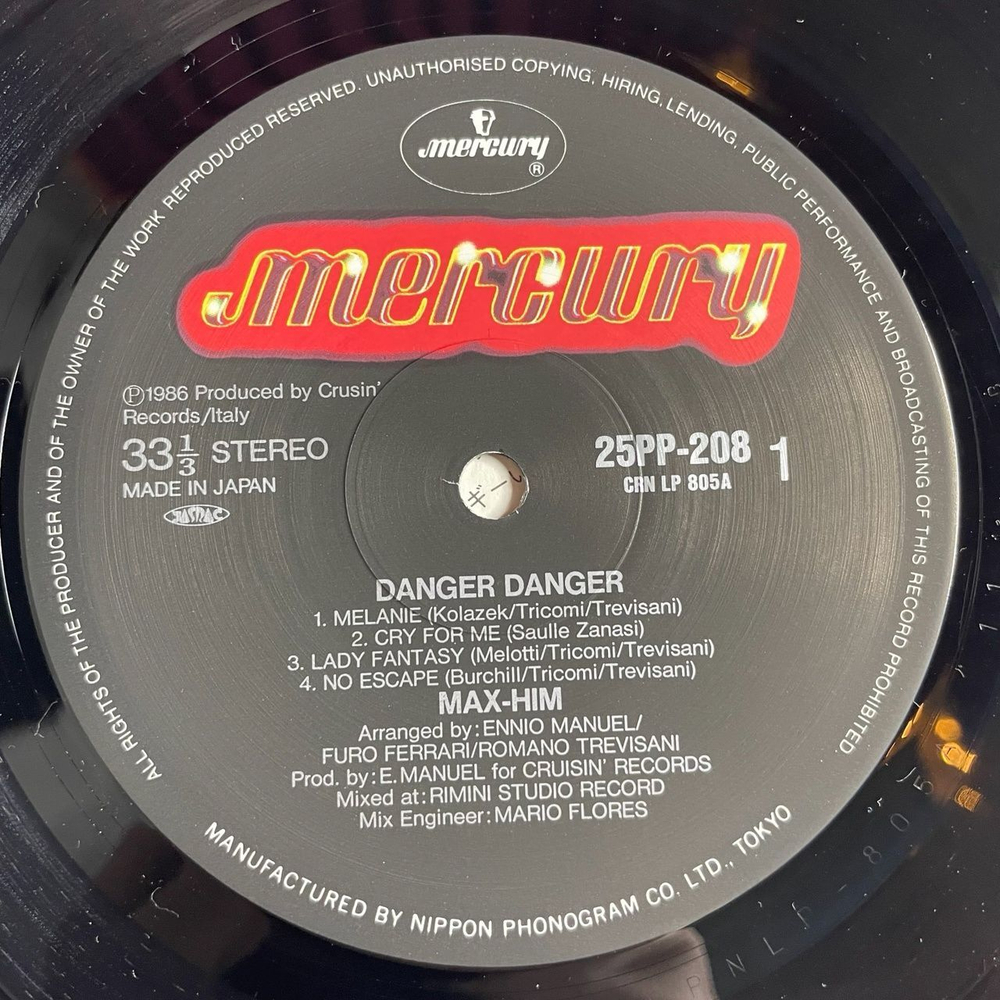 ALL RIGHTS OF THE PRODUCER AND OF THE OWNER OF THE WORK REPRODUCED RESERVED. UNAUTHORISED COPYING, HIRING, LENDING, PUBLIC PERFORMANCE AND BROADCASTING OF THIS RECORD PROHIBITED.
mercury
®
mercury
℗1986 Produced by Crusin'
Records/Italy
33 1/3 STEREO
MADE IN JAPAN
JASRAC
25PP-208 1
CRN LP 805A
DANGER DANGER
1. MELANIE (Kolazek/Tricomi/Trevisani)
2. CRY FOR ME (Saulle Zanasi)
3. LADY FANTASY (Melotti/Tricomi/Trevisani)
4. NO ESCAPE (Burchill/Tricomi/Trevisani)
MAX-HIM
Arranged by: ENNIO MANUEL/
FURO FERRARI/ROMANO TREVISANI
Prod. by: E. MANUEL for CRUSIN' RECORDS
Mixed at: RIMINI STUDIO RECORD
Mix Engineer: MARIO FLORES
MANUFACTURED BY NIPPON PHONOGRAM CO. LTD., TOKYO